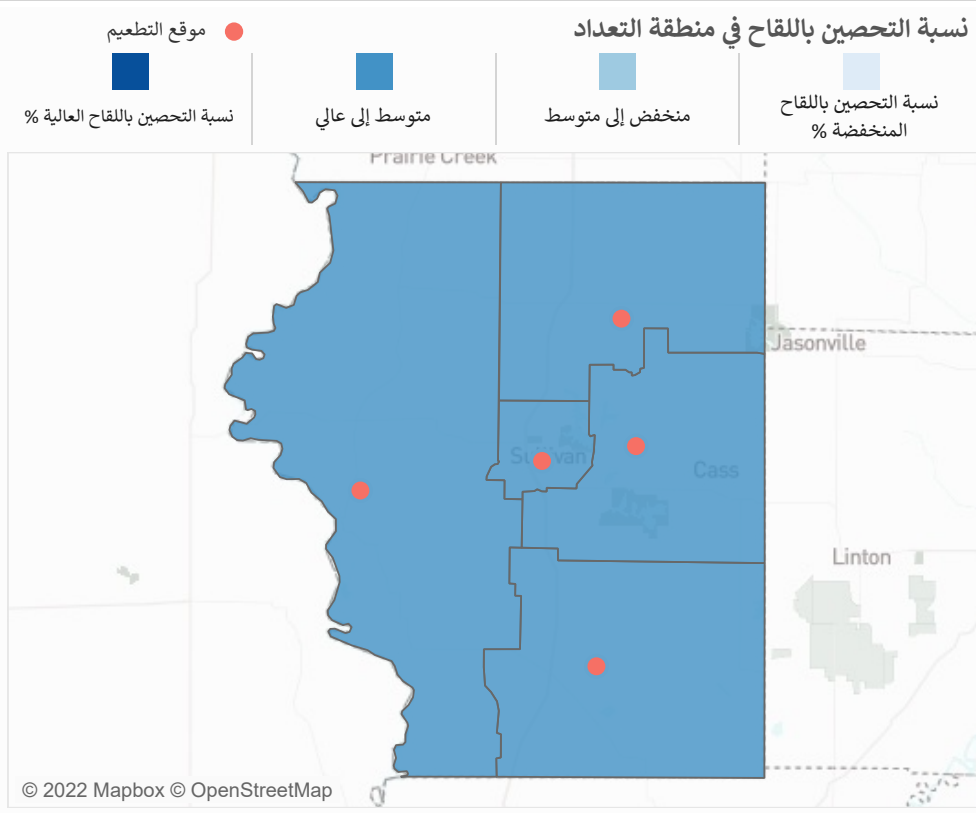 نسبة التحصين باللقاح في منطقة التعداد
موقع التطعيم
نسبة التحصين باللقاح
المنخفضة %
منخفض إلى متوسط
متوسط إلى عالي
نسبة التحصين باللقاح العالية %
Prairie Creek
Jasonville
Sullivan
Cass
Linton
© 2022 Mapbox © OpenStreetMap